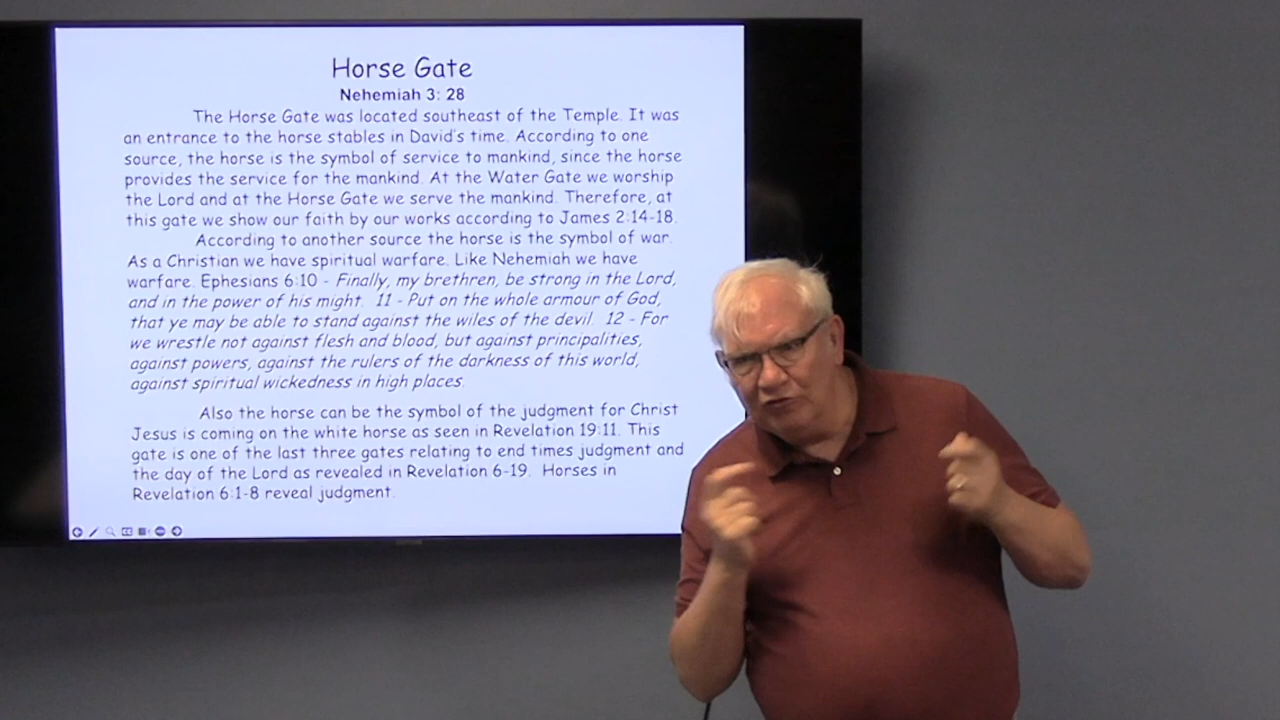 Horse Gate
Nehemiah 3: 28
The Horse Gate was located southeast of the Temple. It was
an entrance to the horse stables in David's time. According to one
source, the horse is the symbol of service to mankind, since the horse
provides the service for the mankind. At the Water Gate we worship
the Lord and at the Horse Gate we serve the mankind. Therefore, at
this gate we show our faith by our works according to James 2:14-18.
According to another source the horse is the symbol of war.
As a Christian we have spiritual warfare. Like Nehemiah we have
warfare. Ephesians 6:10 - Finally, my brethren, be strong in the Lord,
and in the power of his might. 11 - Put on the whole armour of God,
that ye may be able to stand against the wiles of the devil. 12 - For
we wrestle not against flesh and blood, but against principalities,
against powers, against the rulers of the darkness of this world,
against spiritual wickedness in high places.
Also the horse can be the symbol of the judgment for Christ
Jesus is coming on the white horse as seen in Revelation 19:11. This
gate is one of the last three gates relating to end times judgment and
the day of the Lord as revealed in Revelation 6-19. Horses in
Revelation 6:1-8 reveal judgment.